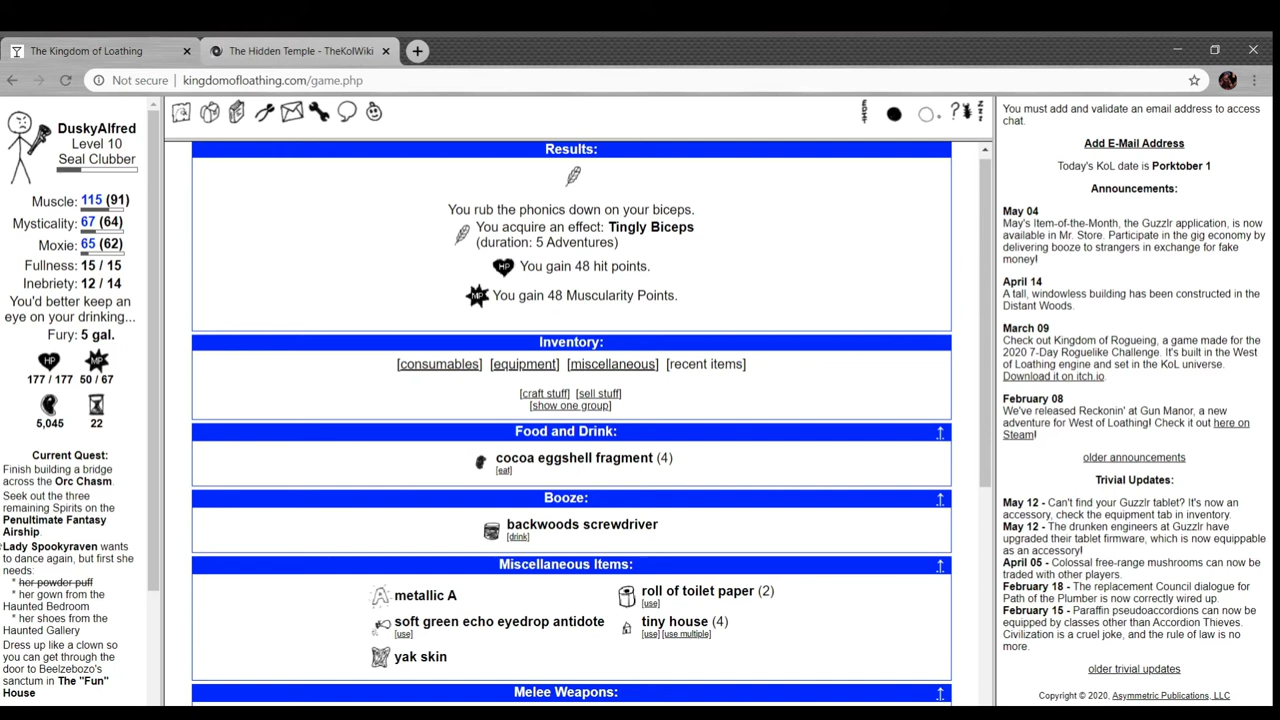 The Kingdom of Loathing
The Hidden Temple - TheKolWiki
Not secure
kingdomofloathing.com/game.php
DuskyAlfred
Level 10
Seal Clubber
Muscle: 115 (91)
Mysticality: 67 (64)
Moxie: 65 (62)
Fullness: 15 / 15
Inebriety: 12 / 14
You'd better keep an
eye on your drinking...
Fury: 5 gal.
HP
MP
177 / 177
50 / 67
5,045
22
Current Quest:
Finish building a bridge
across the Orc Chasm.
Seek out the three
remaining Spirits on the
Penultimate Fantasy
Airship.
Lady Spookyraven wants
to dance again, but first she
needs:
* her powder puff
* her gown from the
Haunted Bedroom
* her shoes from the
Haunted Gallery
Dress up like a clown so
you can get through the
door to Beelzebozo's
sanctum in The "Fun"
House
Results:
You rub the phonics down on your biceps.
You acquire an effect: Tingly Biceps
(duration: 5 Adventures)
HP
You gain 48 hit points.
MP
You gain 48 Muscularity Points.
Inventory:
[consumables] [equipment] [miscellaneous] [recent items]
[craft stuff] [sell stuff]
[show one group]
Food and Drink:
cocoa eggshell fragment (4)
[eat]
Booze:
backwoods screwdriver
[drink]
Miscellaneous Items:
metallic A
roll of toilet paper (2)
[use]
soft green echo eyedrop antidote
[use]
tiny house (4)
[use] [use multiple]
yak skin
Melee Weapons:
You must add and validate an email address to access
chat.
Add E-Mail Address
Today's KoL date is Porktober 1
Announcements:
May 04
May's Item-of-the-Month, the Guzzlr application, is now
available in Mr. Store. Participate in the gig economy by
delivering booze to strangers in exchange for fake
money!
April 14
A tall, windowless building has been constructed in the
Distant Woods.
March 09
Check out Kingdom of Rogueing, a game made for the
2020 7-Day Roguelike Challenge. It's built in the West
of Loathing engine and set in the KoL universe.
Download it on itch.io.
February 08
We've released Reckonin' at Gun Manor, a new
adventure for West of Loathing! Check it out here on
Steam!
older announcements
Trivial Updates:
May 12 - Can't find your Guzzlr tablet? It's now an
accessory, check the equipment tab in inventory.
May 12 - The drunken engineers at Guzzlr have
upgraded their tablet firmware, which is now equippable
as an accessory!
April 05 - Colossal free-range mushrooms can now be
traded with other players.
February 18 - The replacement Council dialogue for
Path of the Plumber is now correctly wired up.
February 15 - Paraffin pseudoaccordions can now be
equipped by classes other than Accordion Thieves.
Civilization is a cruel joke, and the rule of law is no
more.
older trivial updates
Copyright © 2020, Asymmetric Publications, LLC